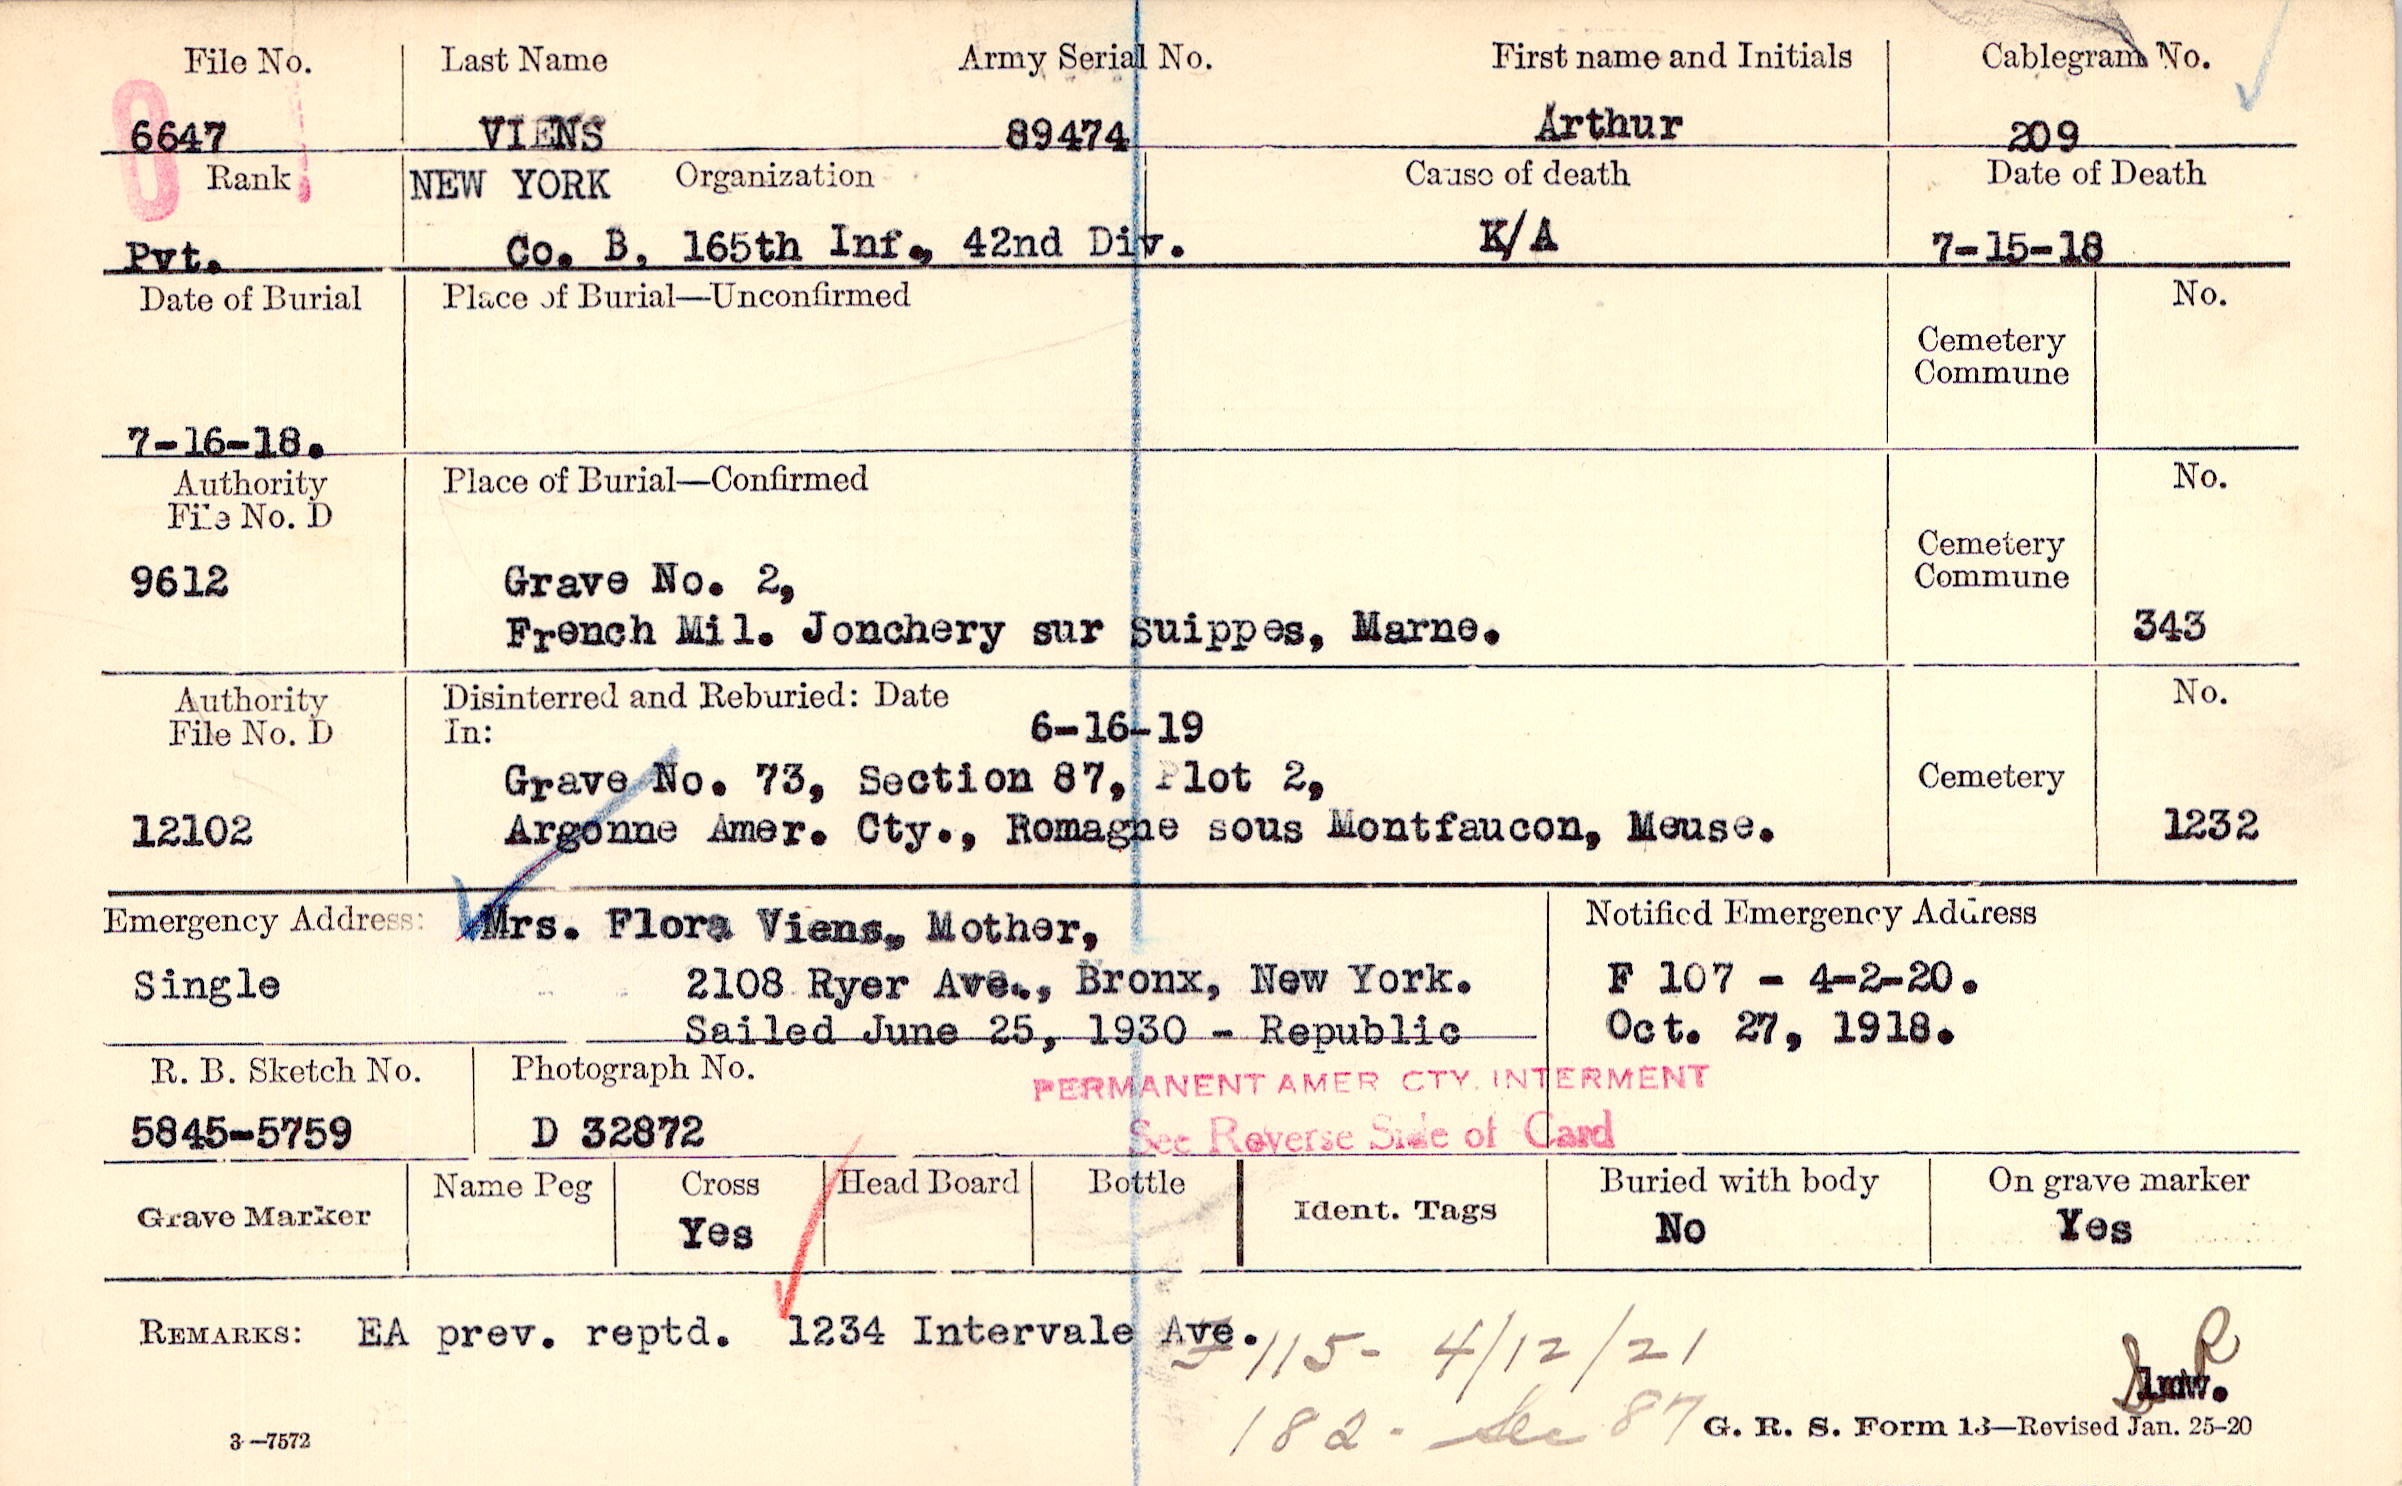 File No. Last Name Army Serial No. First name and Initials Cablegram No.
6647 VIENS 89474 Arthur 209
Rank NEW YORK Organization Cause of death Date of Death
Pvt. Co. B, 165th Inf., 42nd Div. K/A 7-15-18
Date of Burial Place of Burial—Unconfirmed No.
Cemetery
Commune
7-16-18.
Authority Place of Burial—Confirmed No.
File No. D
Cemetery
9612 Grave No. 2, Commune
French Mil. Jonchery sur Suippes, Marne. 343
Authority Disinterred and Reburied: Date No.
File No. D In: 6-16-19
Grave No. 73, Section 87, Plot 2, Cemetery
12102 Argonne Amer. Cty., Romagne sous Montfaucon, Meuse. 1232
Emergency Address: Mrs. Flora Viens, Mother, Notified Emergency Address
Single 2108 Ryer Ave., Bronx, New York. F 107 - 4-2-20.
Sailed June 25, 1930 - Republic Oct. 27, 1918.
R. B. Sketch No. Photograph No. PERMANENT AMER CTY. INTERMENT
5845-5759 D 32872 See Reverse Side of Card
Grave Marker Name Peg Cross Head Board Bottle Ident. Tags Buried with body On grave marker
Yes No Yes
REMARKS: EA prev. reptd. 1234 Intervale Ave.
115- 4/12/21
182- Sec 87
lmw.
3—7572 G. R. S. Form 13—Revised Jan. 25-20